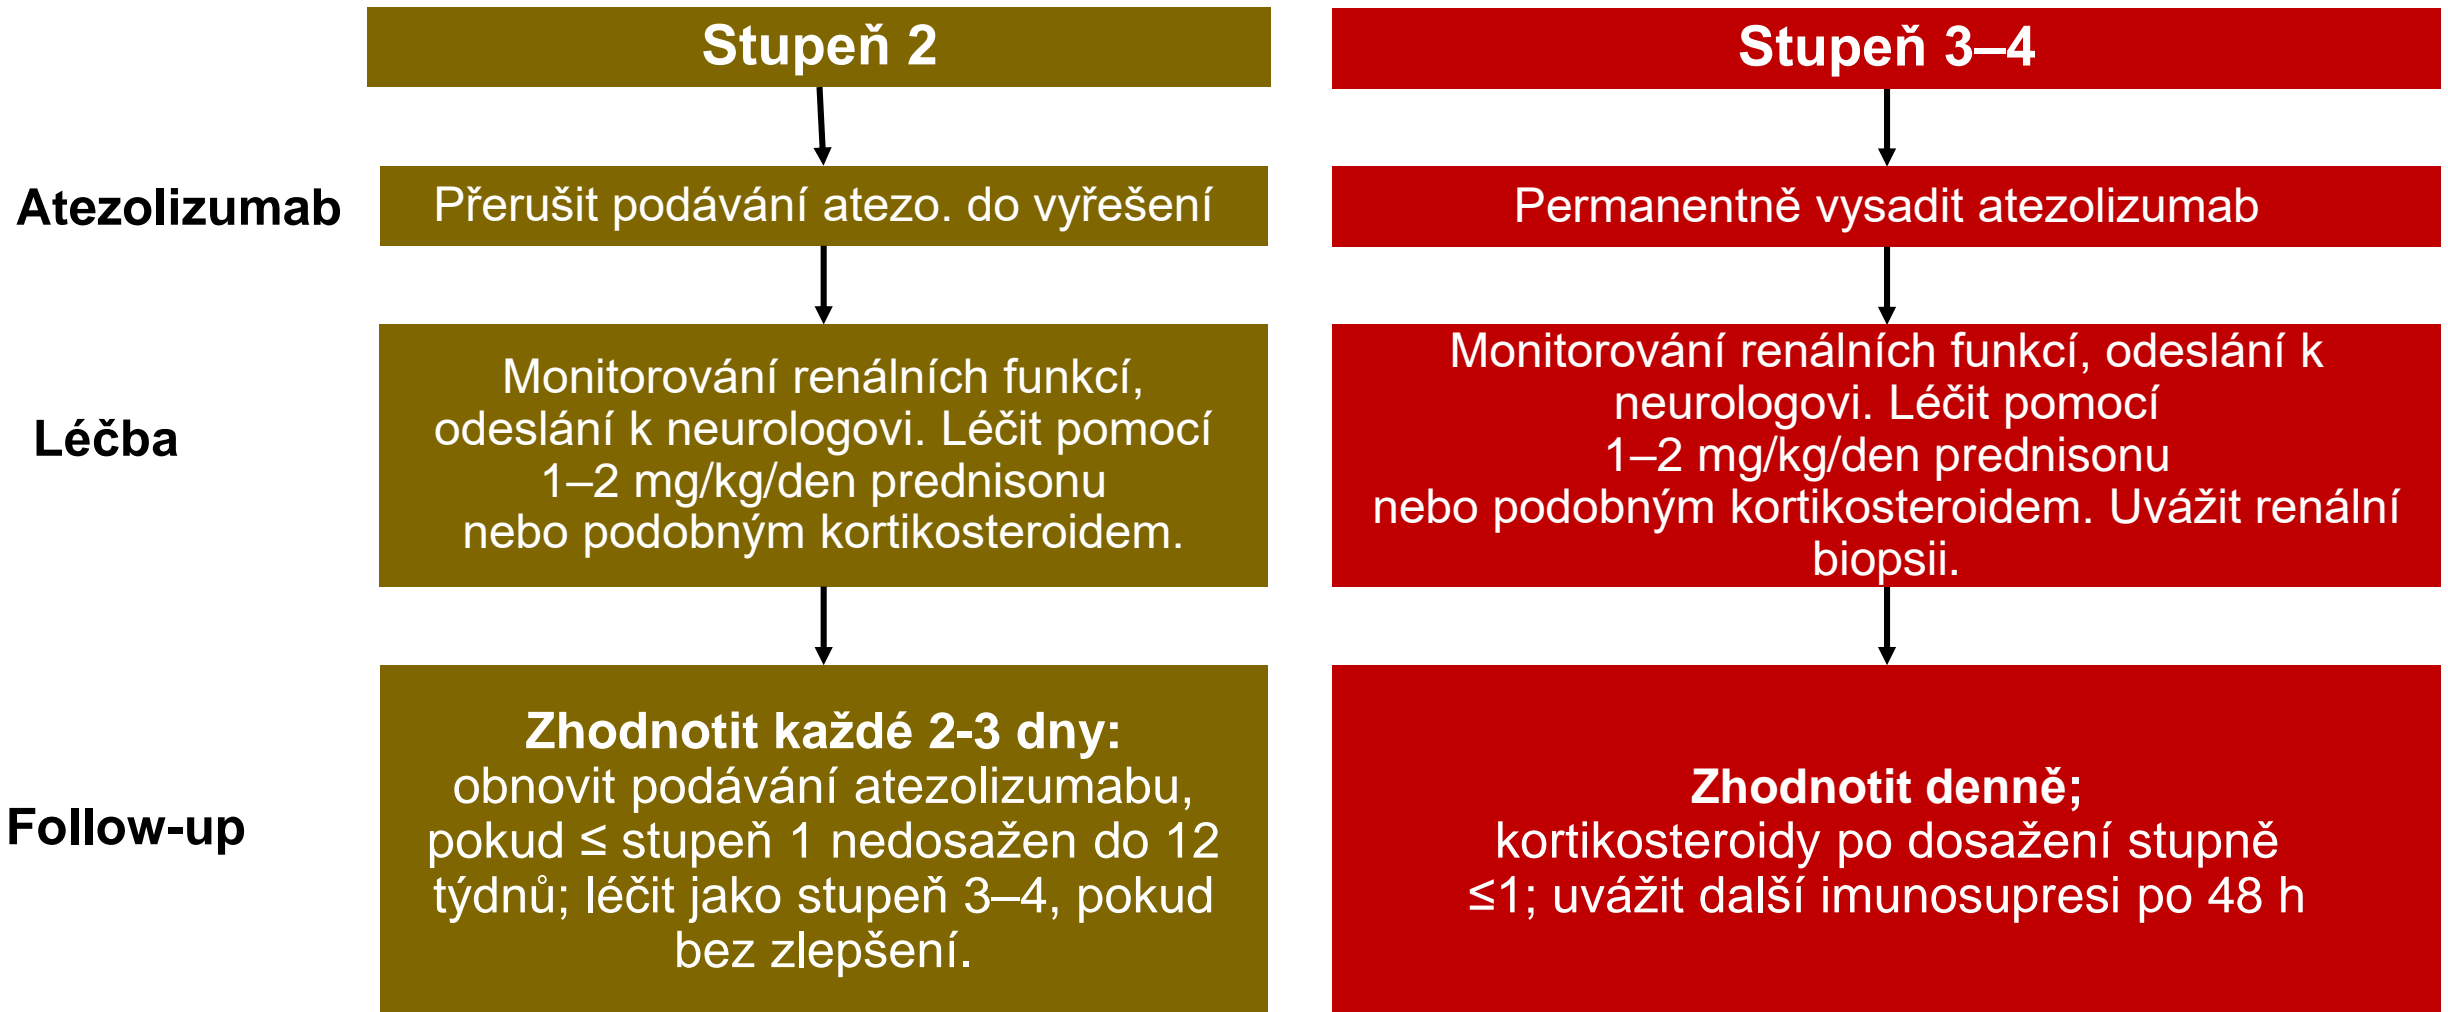 Stupeň 2
Stupeň 3–4
Atezolizumab
Přerušit podávání atezo. do vyřešení
Permanentně vysadit atezolizumab
Léčba
Monitorování renálních funkcí,
odeslání k neurologovi. Léčit pomocí
1–2 mg/kg/den prednisonu
nebo podobným kortikosteroidem.
Monitorování renálních funkcí, odeslání k
neurologovi. Léčit pomocí
1–2 mg/kg/den prednisonu
nebo podobným kortikosteroidem. Uvážit renální
biopsii.
Follow-up
Zhodnotit každé 2-3 dny:
obnovit podávání atezolizumabu,
pokud ≤ stupeň 1 nedosažen do 12
týdnů; léčit jako stupeň 3–4, pokud
bez zlepšení.
Zhodnotit denně;
kortikosteroidy po dosažení stupně
≤1; uvážit další imunosupresi po 48 h